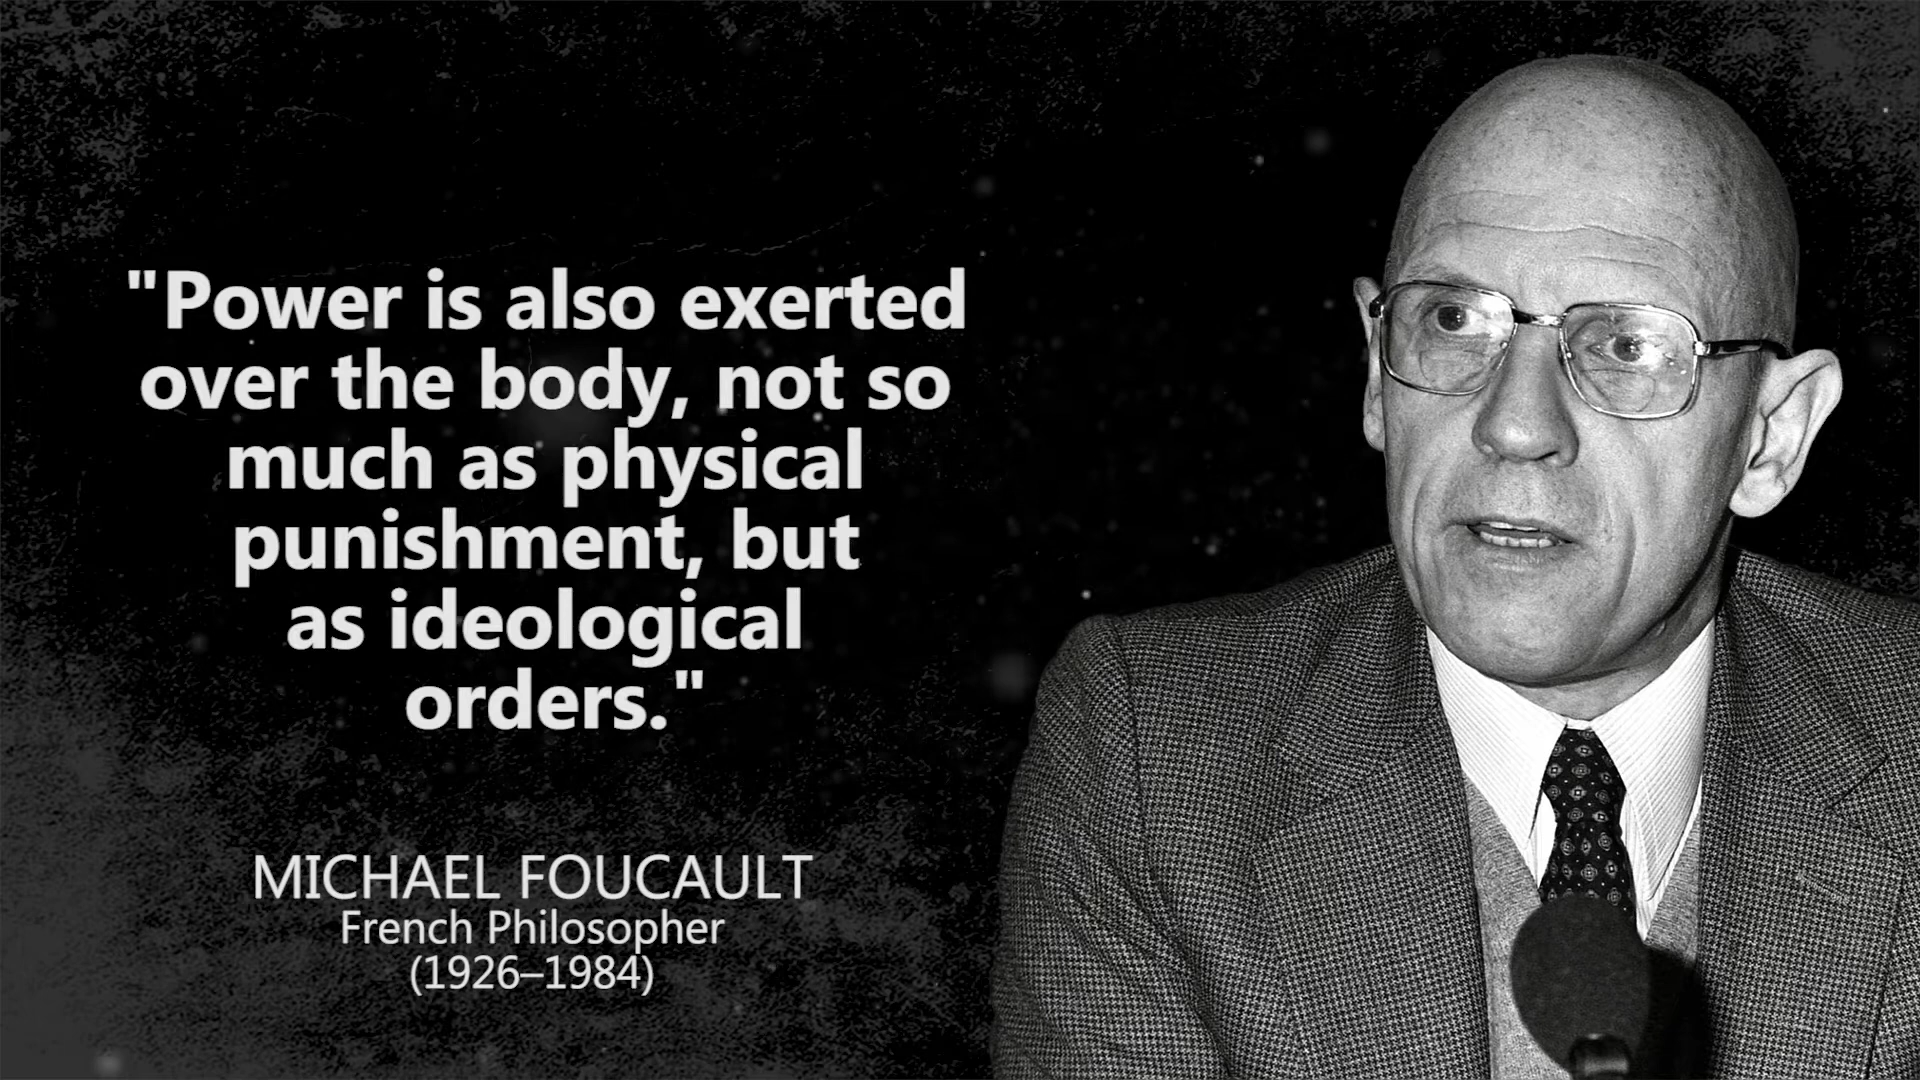 "Power is also exerted
over the body, not so
much as physical
punishment, but
as ideological
orders."
MICHAEL FOUCAULT
French Philosopher
(1926–1984)